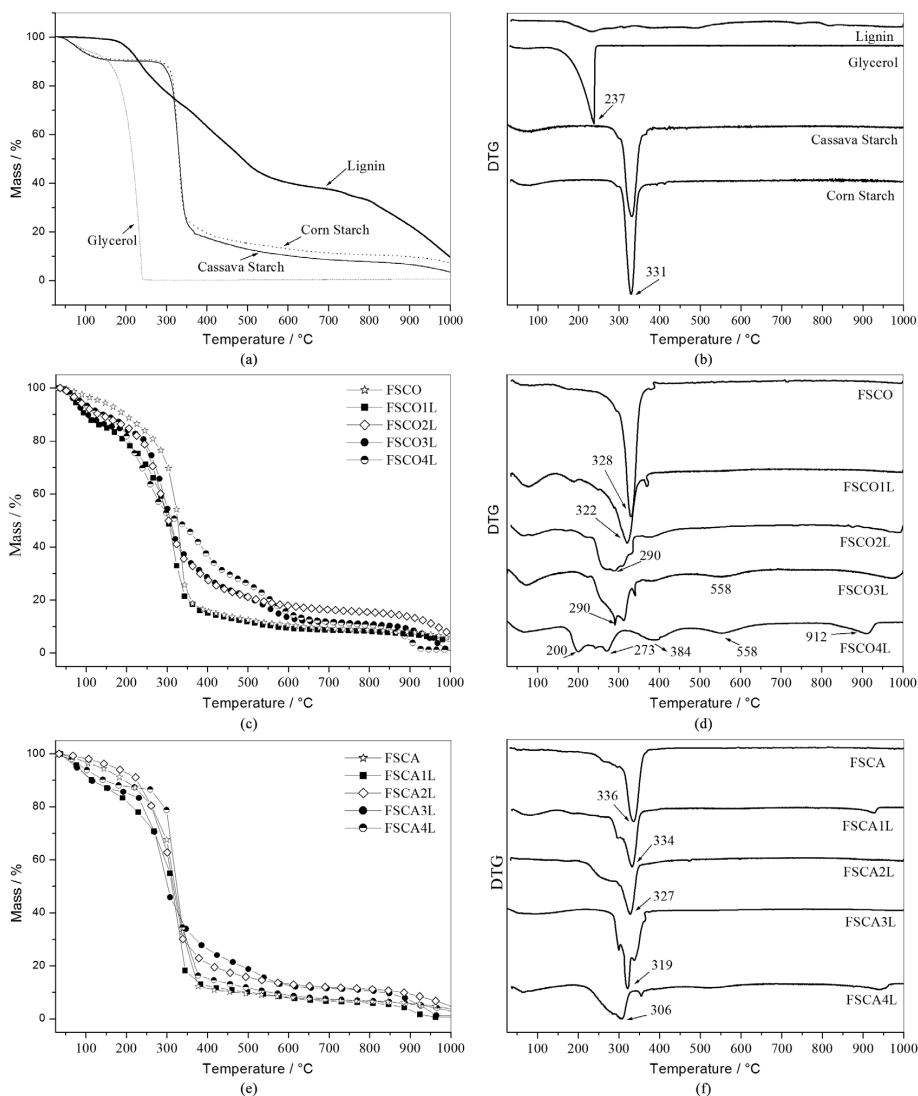 100
80
60
40
20
0
Mass / %
Lignin
Glycerol
Corn Starch
Cassava Starch
100 200 300 400 500 600 700 800 900 1000
Temperature / °C
(a)
DTG
Lignin
Glycerol
237
Cassava Starch
Corn Starch
331
0 100 200 300 400 500 600 700 800 900 1000
Temperature / °C
(b)
100
80
60
40
20
0
Mass / %
FSCO
FSCO1L
FSCO2L
FSCO3L
FSCO4L
100 200 300 400 500 600 700 800 900 1000
Temperature / °C
(c)
DTG
FSCO
328
FSCO1L
322
FSCO2L
290
558
FSCO3L
290
912
FSCO4L
200 273 384 558
0 100 200 300 400 500 600 700 800 900 1000
Temperature / °C
(d)
100
80
60
40
20
0
Mass / %
FSCA
FSCA1L
FSCA2L
FSCA3L
FSCA4L
100 200 300 400 500 600 700 800 900 1000
Temperature / °C
(e)
DTG
FSCA
336
FSCA1L
334
FSCA2L
327
FSCA3L
319
FSCA4L
306
0 100 200 300 400 500 600 700 800 900 1000
Temperature / °C
(f)